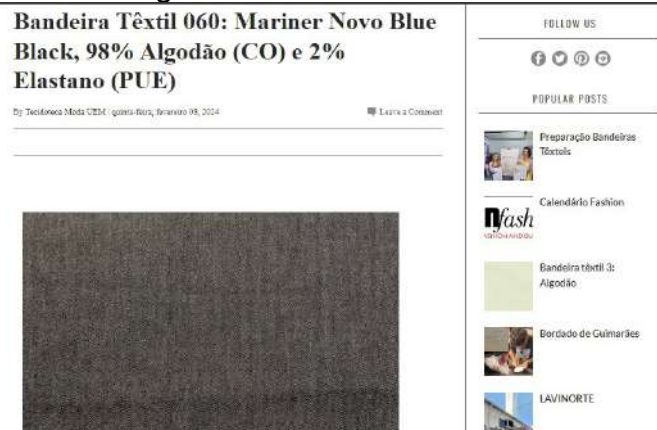 Bandeira Têxtil 060: Mariner Novo Blue
Black, 98% Algodão (CO) e 2%
Elastano (PUE)
By Tecidoteca Moda UEM | quinta-feira, fevereiro 08, 2024
Leave a Comment
FOLLOW US
POPULAR POSTS
Preparação Bandeiras
Têxteis
Calendário Fashion
nfash
Bandeira têxtil 3:
Algodão
Bordado de Guimarães
LAVINORTE